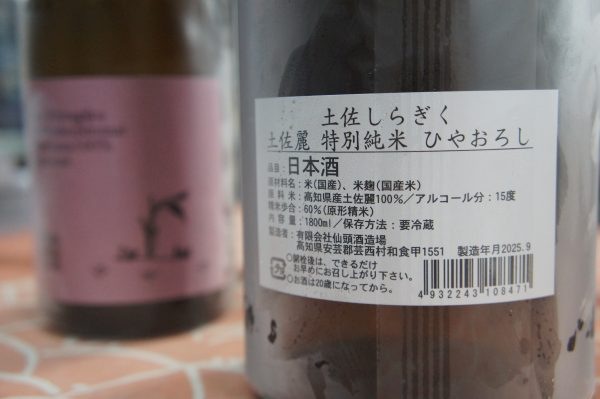 土佐しらぎく
土佐麗 特別純米 ひやおろし
品目：日本酒
原材料名：米(国産)、米麹(国産米)
原 料 米：高知県産土佐麗100%／アルコール分：15度
精米歩合：60%(原形精米)
内 容 量：1800ml／保存方法：要冷蔵
製造者：有限会社仙頭酒造場
高知県安芸郡芸西村和食甲1551 製造年月2025.9
○開栓後は、できるだけ
お早めにお召し上がり下さい。
○お酒は20歳になってから。
4 932243 108471